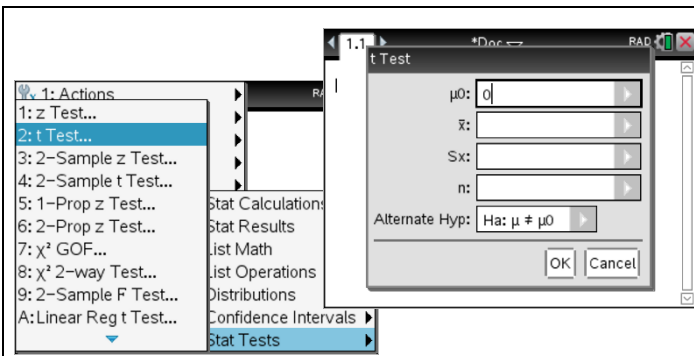 1: Actions
RA
1: z Test...
2: t Test...
3: 2-Sample z Test...
4: 2-Sample t Test...
5: 1-Prop z Test...
6: 2-Prop z Test...
7: χ² GOF...
8: χ² 2-way Test...
9: 2-Sample F Test...
A: Linear Reg t Test...
Stat Calculations
Stat Results
List Math
List Operations
Distributions
Confidence Intervals
Stat Tests
1.1
*Doc
RAD
t Test
μ0: 0
x̄:
Sx:
n:
Alternate Hyp: Ha: μ ≠ μ0
OK Cancel